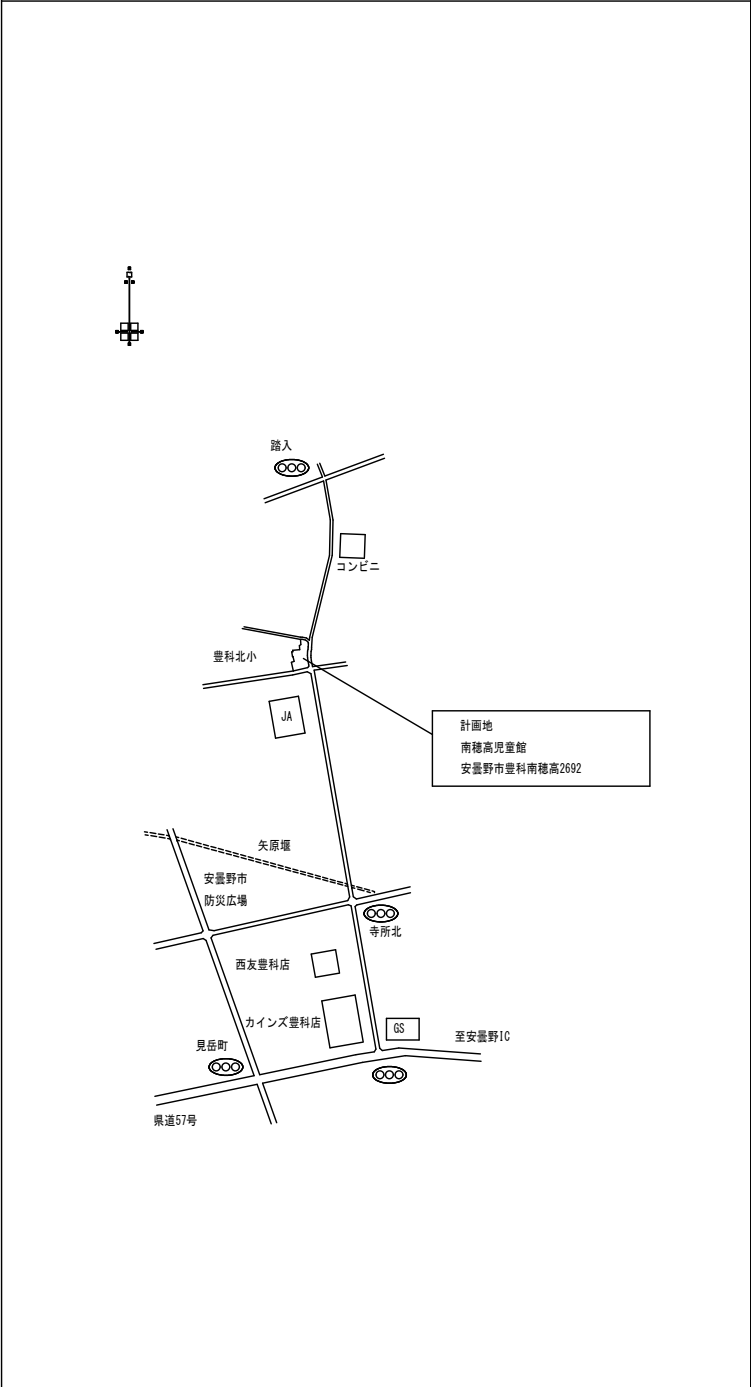 踏入
コンビニ
豊科北小
JA
計画地
南穂高児童館
安曇野市豊科南穂高2692
矢原堰
安曇野市
防災広場
寺所北
西友豊科店
カインズ豊科店
GS
至安曇野IC
見岳町
県道57号